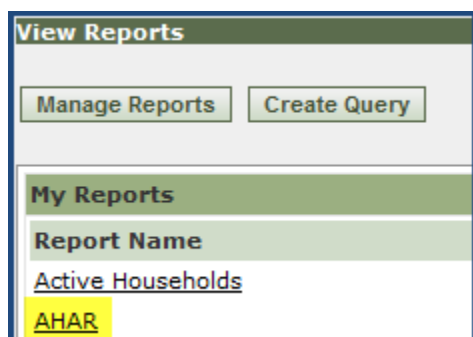 View Reports
Manage Reports Create Query
My Reports
Report Name
Active Households
AHAR